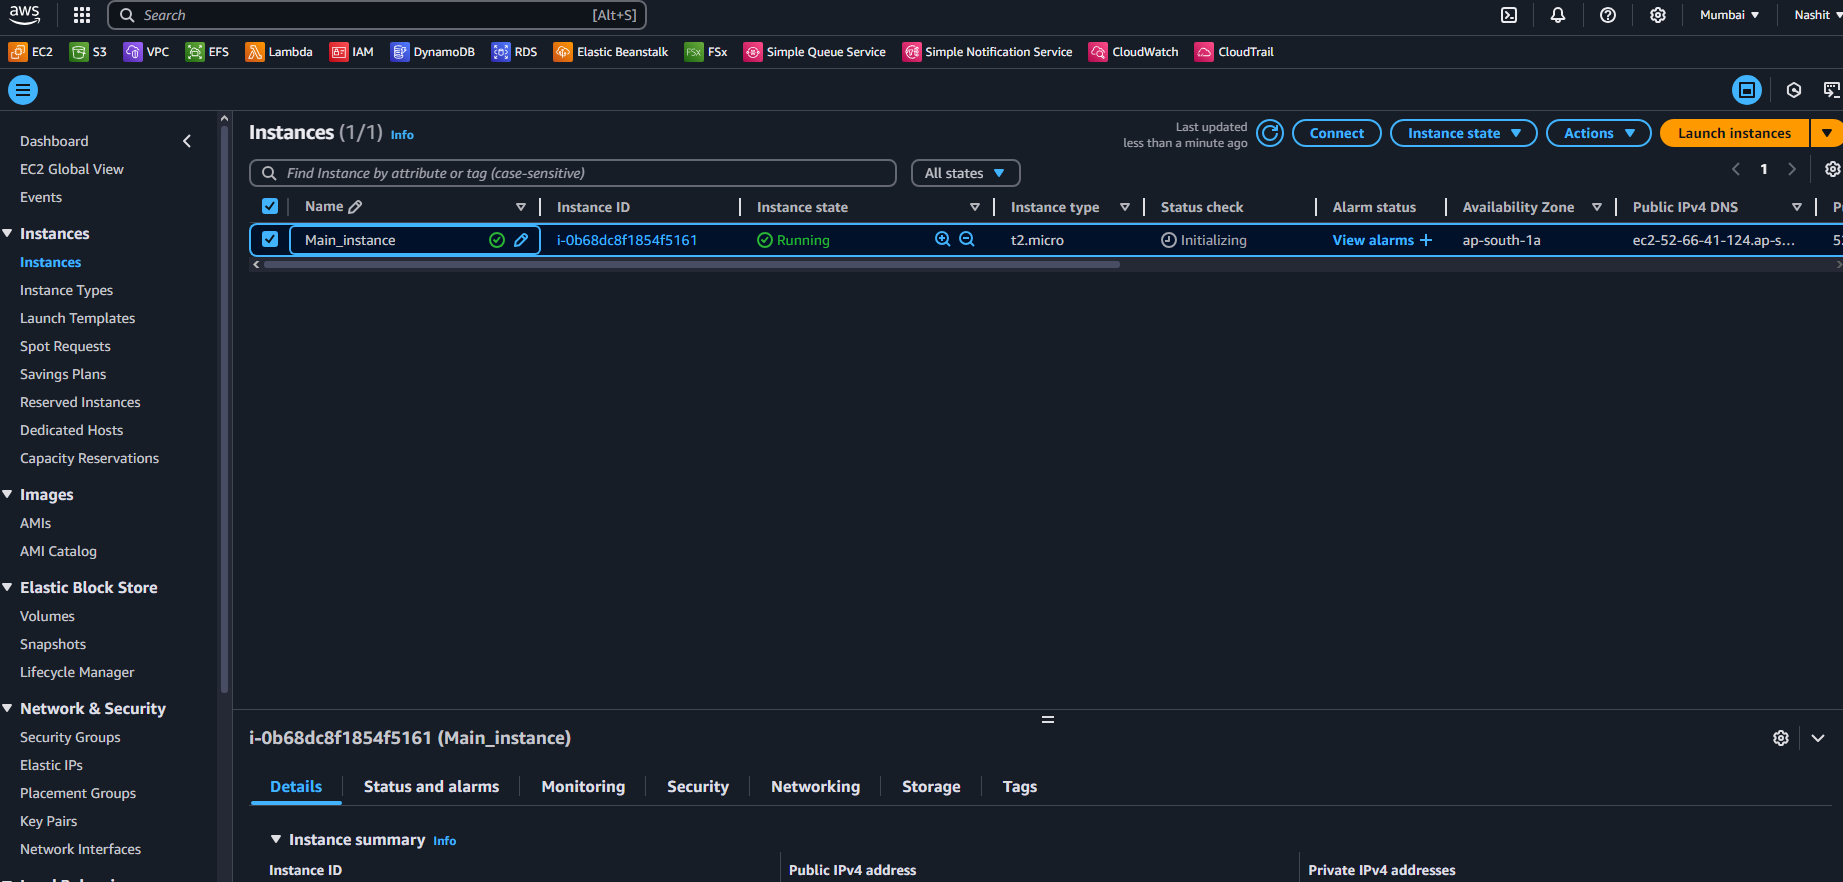 aws
Search [Alt+S] Mumbai Nashit
EC2 S3 VPC EFS Lambda IAM DynamoDB RDS Elastic Beanstalk FSx FSx Simple Queue Service Simple Notification Service CloudWatch CloudTrail
Dashboard
EC2 Global View
Events
Instances
Instances
Instance Types
Launch Templates
Spot Requests
Savings Plans
Reserved Instances
Dedicated Hosts
Capacity Reservations
Images
AMIs
AMI Catalog
Elastic Block Store
Volumes
Snapshots
Lifecycle Manager
Network & Security
Security Groups
Elastic IPs
Placement Groups
Key Pairs
Network Interfaces
Instances (1/1) Info
Last updated
less than a minute ago
Connect Instance state Actions Launch instances
Find Instance by attribute or tag (case-sensitive) All states 1
Name Instance ID Instance state Instance type Status check Alarm status Availability Zone Public IPv4 DNS
Main_instance i-0b68dc8f1854f5161 Running t2.micro Initializing View alarms + ap-south-1a ec2-52-66-41-124.ap-s...
i-0b68dc8f1854f5161 (Main_instance)
Details Status and alarms Monitoring Security Networking Storage Tags
Instance summary Info
Instance ID Public IPv4 address Private IPv4 addresses